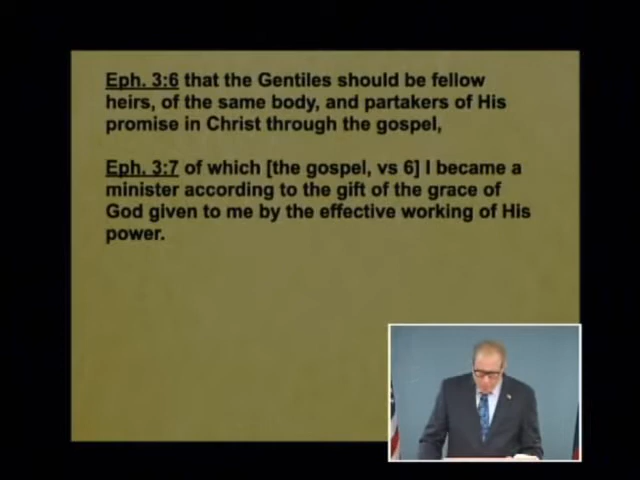 Eph. 3:6 that the Gentiles should be fellow
heirs, of the same body, and partakers of His
promise in Christ through the gospel,
Eph. 3:7 of which [the gospel, vs 6] I became a
minister according to the gift of the grace of
God given to me by the effective working of His
power.